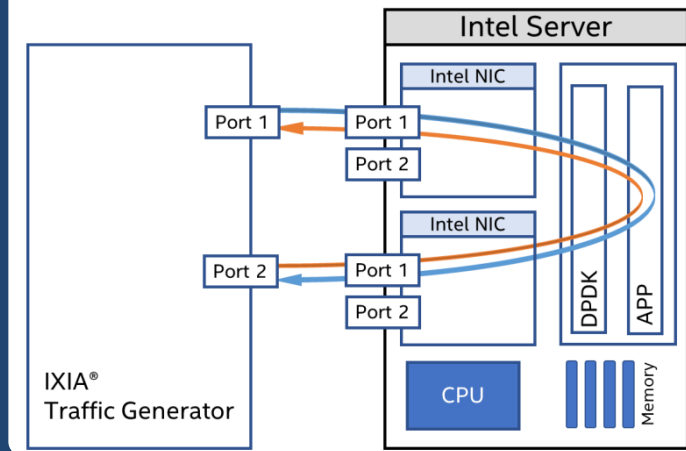 Intel Server
Intel NIC
Port 1
Port 1
Port 2
Intel NIC
Port 2
Port 1
Port 2
DPDK
APP
IXIA®
Traffic Generator
CPU
Memory